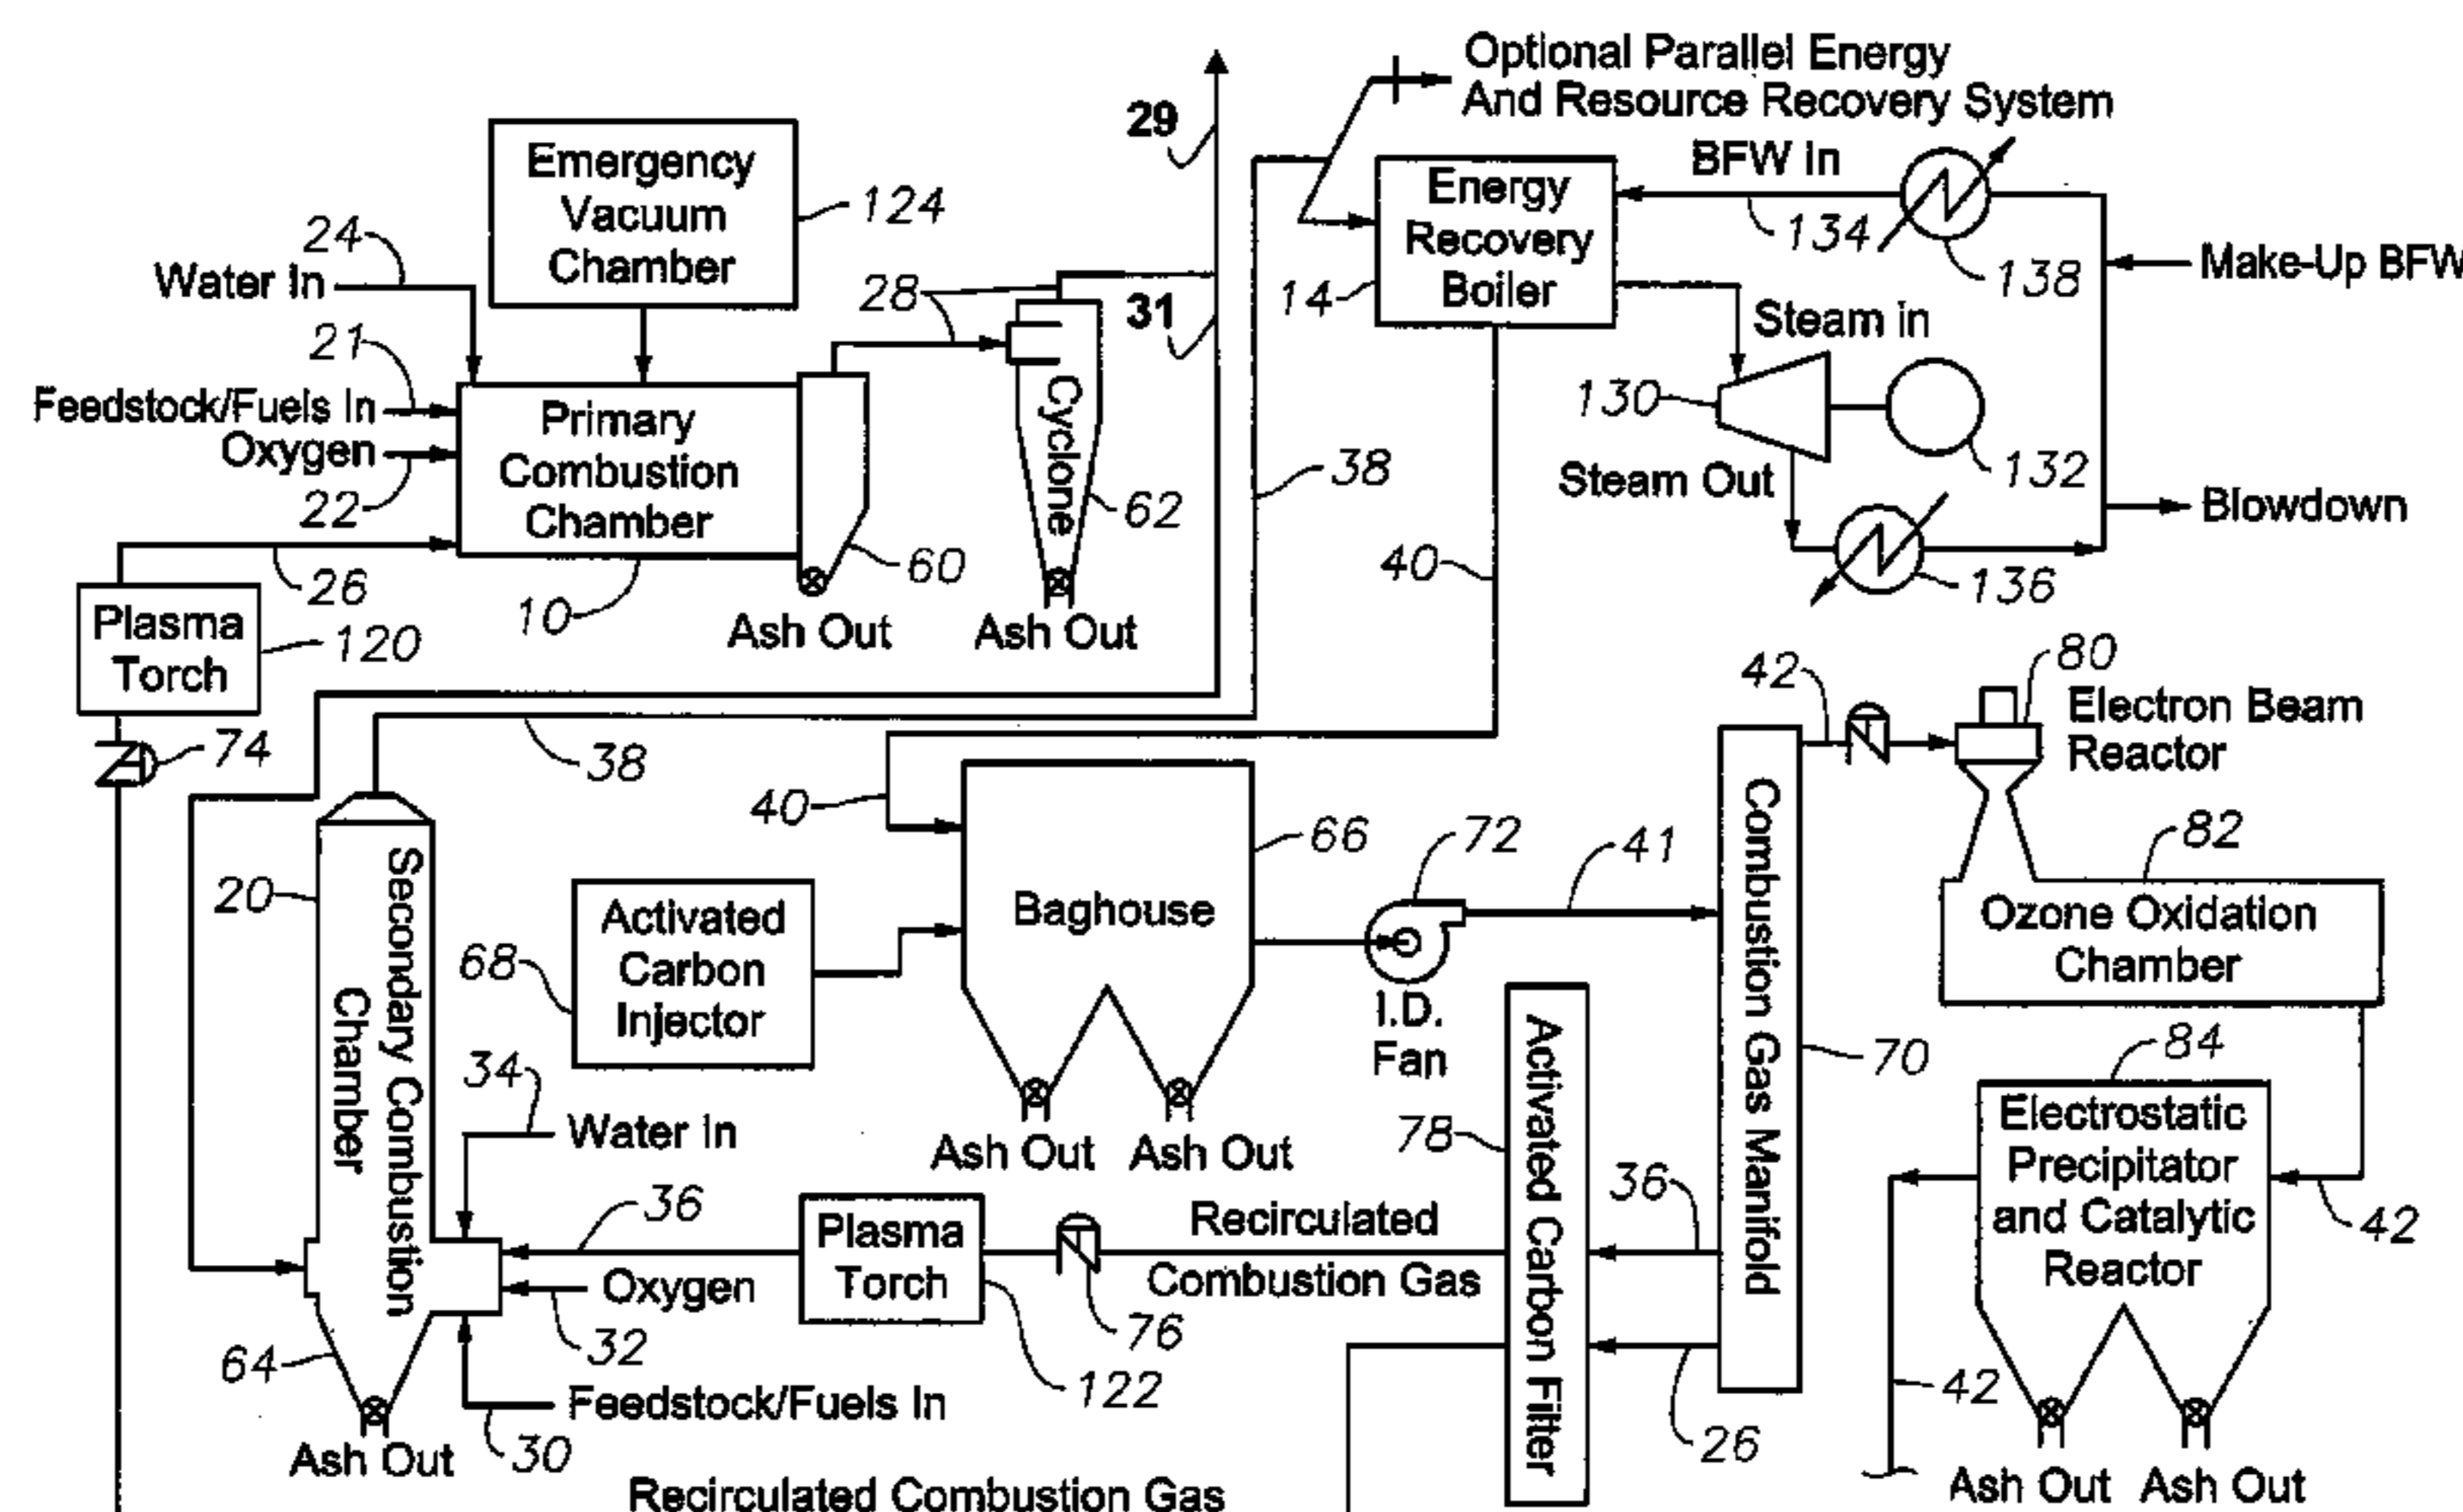 Optional Parallel Energy
And Resource Recovery System
29
Emergency
Vacuum
Chamber
124
24
Water In
21
Feedstock/Fuels In
Oxygen
22
Primary
Combustion
Chamber
28
31
Cyclone
62
60
10
26
Ash Out
Ash Out
Plasma
Torch
120
74
BFW In
134
138
Energy
Recovery
Boiler
14
Make-Up BFW
Steam in
130
132
Steam Out
Blowdown
136
38
40
38
42
80
Electron Beam
Reactor
40
66
72
41
82
Ozone Oxidation
Chamber
20
Secondary Combustion
Chamber
Activated
Carbon
Injector
68
Baghouse
I.D.
Fan
Combustion Gas Manifold
70
84
Electrostatic
Precipitator
and Catalytic
Reactor
42
34
Water In
Ash Out
Ash Out
78
Activated Carbon Filter
36
36
Plasma
Torch
Recirculated
Combustion Gas
Oxygen
32
76
122
64
Feedstock/Fuels In
30
26
42
Ash Out
Ash Out
Ash Out
Recirculated Combustion Gas